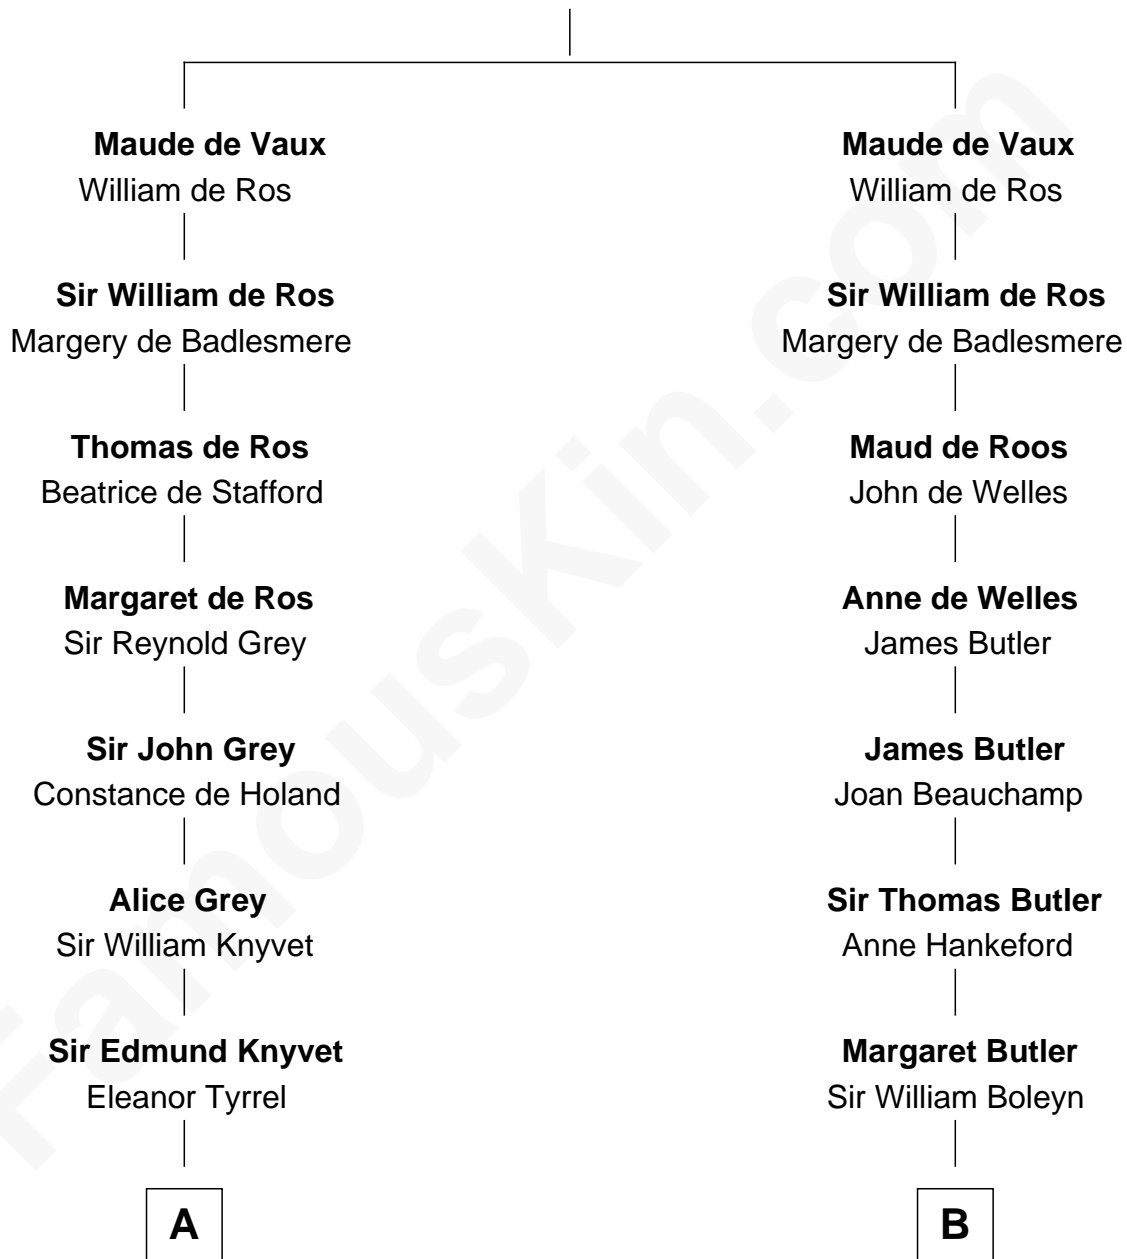 Maude de Vaux
William de Ros
Sir William de Ros
Margery de Badlesmere
Thomas de Ros
Beatrice de Stafford
Margaret de Ros
Sir Reynold Grey
Sir John Grey
Constance de Holand
Alice Grey
Sir William Knyvet
Sir Edmund Knyvet
Eleanor Tyrrel
A
Maude de Vaux
William de Ros
Sir William de Ros
Margery de Badlesmere
Maud de Roos
John de Welles
Anne de Welles
James Butler
James Butler
Joan Beauchamp
Sir Thomas Butler
Anne Hankeford
Margaret Butler
Sir William Boleyn
B
FamousKin.com